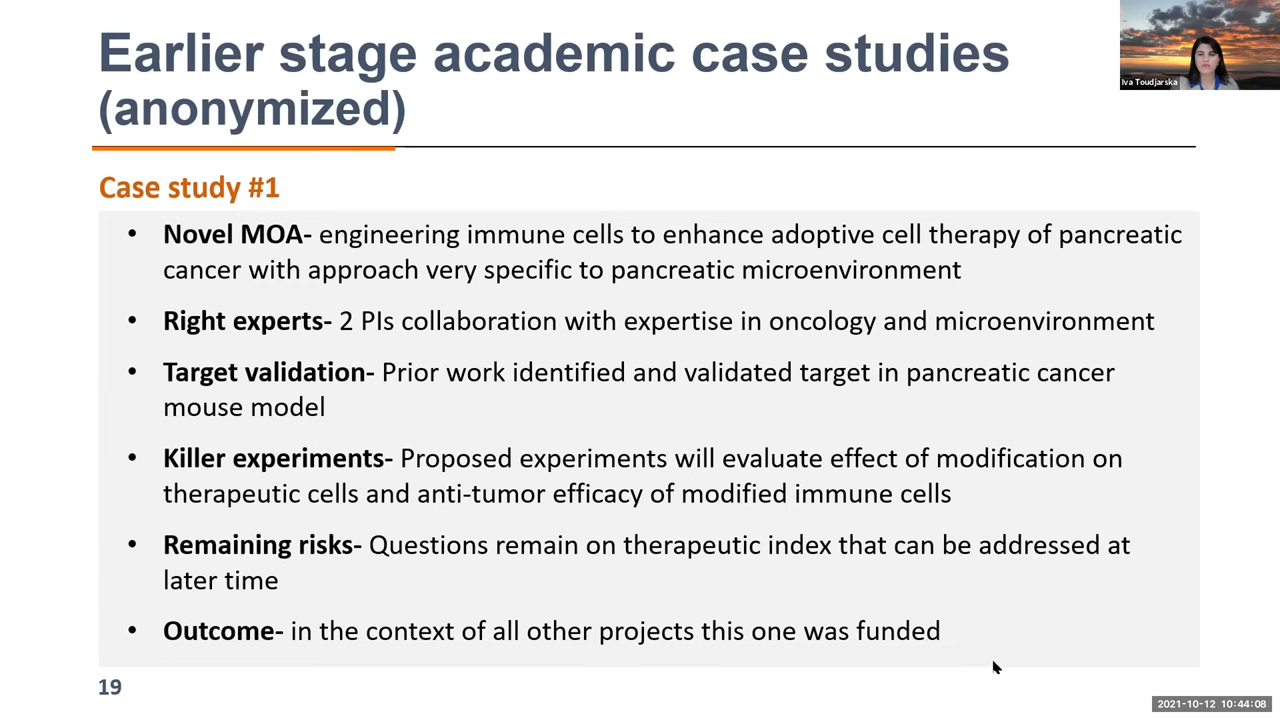 Earlier stage academic case studies
(anonymized)
Iva Toudjarska
Case study #1
• Novel MOA- engineering immune cells to enhance adoptive cell therapy of pancreatic
cancer with approach very specific to pancreatic microenvironment
• Right experts- 2 PIs collaboration with expertise in oncology and microenvironment
• Target validation- Prior work identified and validated target in pancreatic cancer
mouse model
• Killer experiments- Proposed experiments will evaluate effect of modification on
therapeutic cells and anti-tumor efficacy of modified immune cells
• Remaining risks- Questions remain on therapeutic index that can be addressed at
later time
• Outcome- in the context of all other projects this one was funded
19
2021-10-12 10:44:08